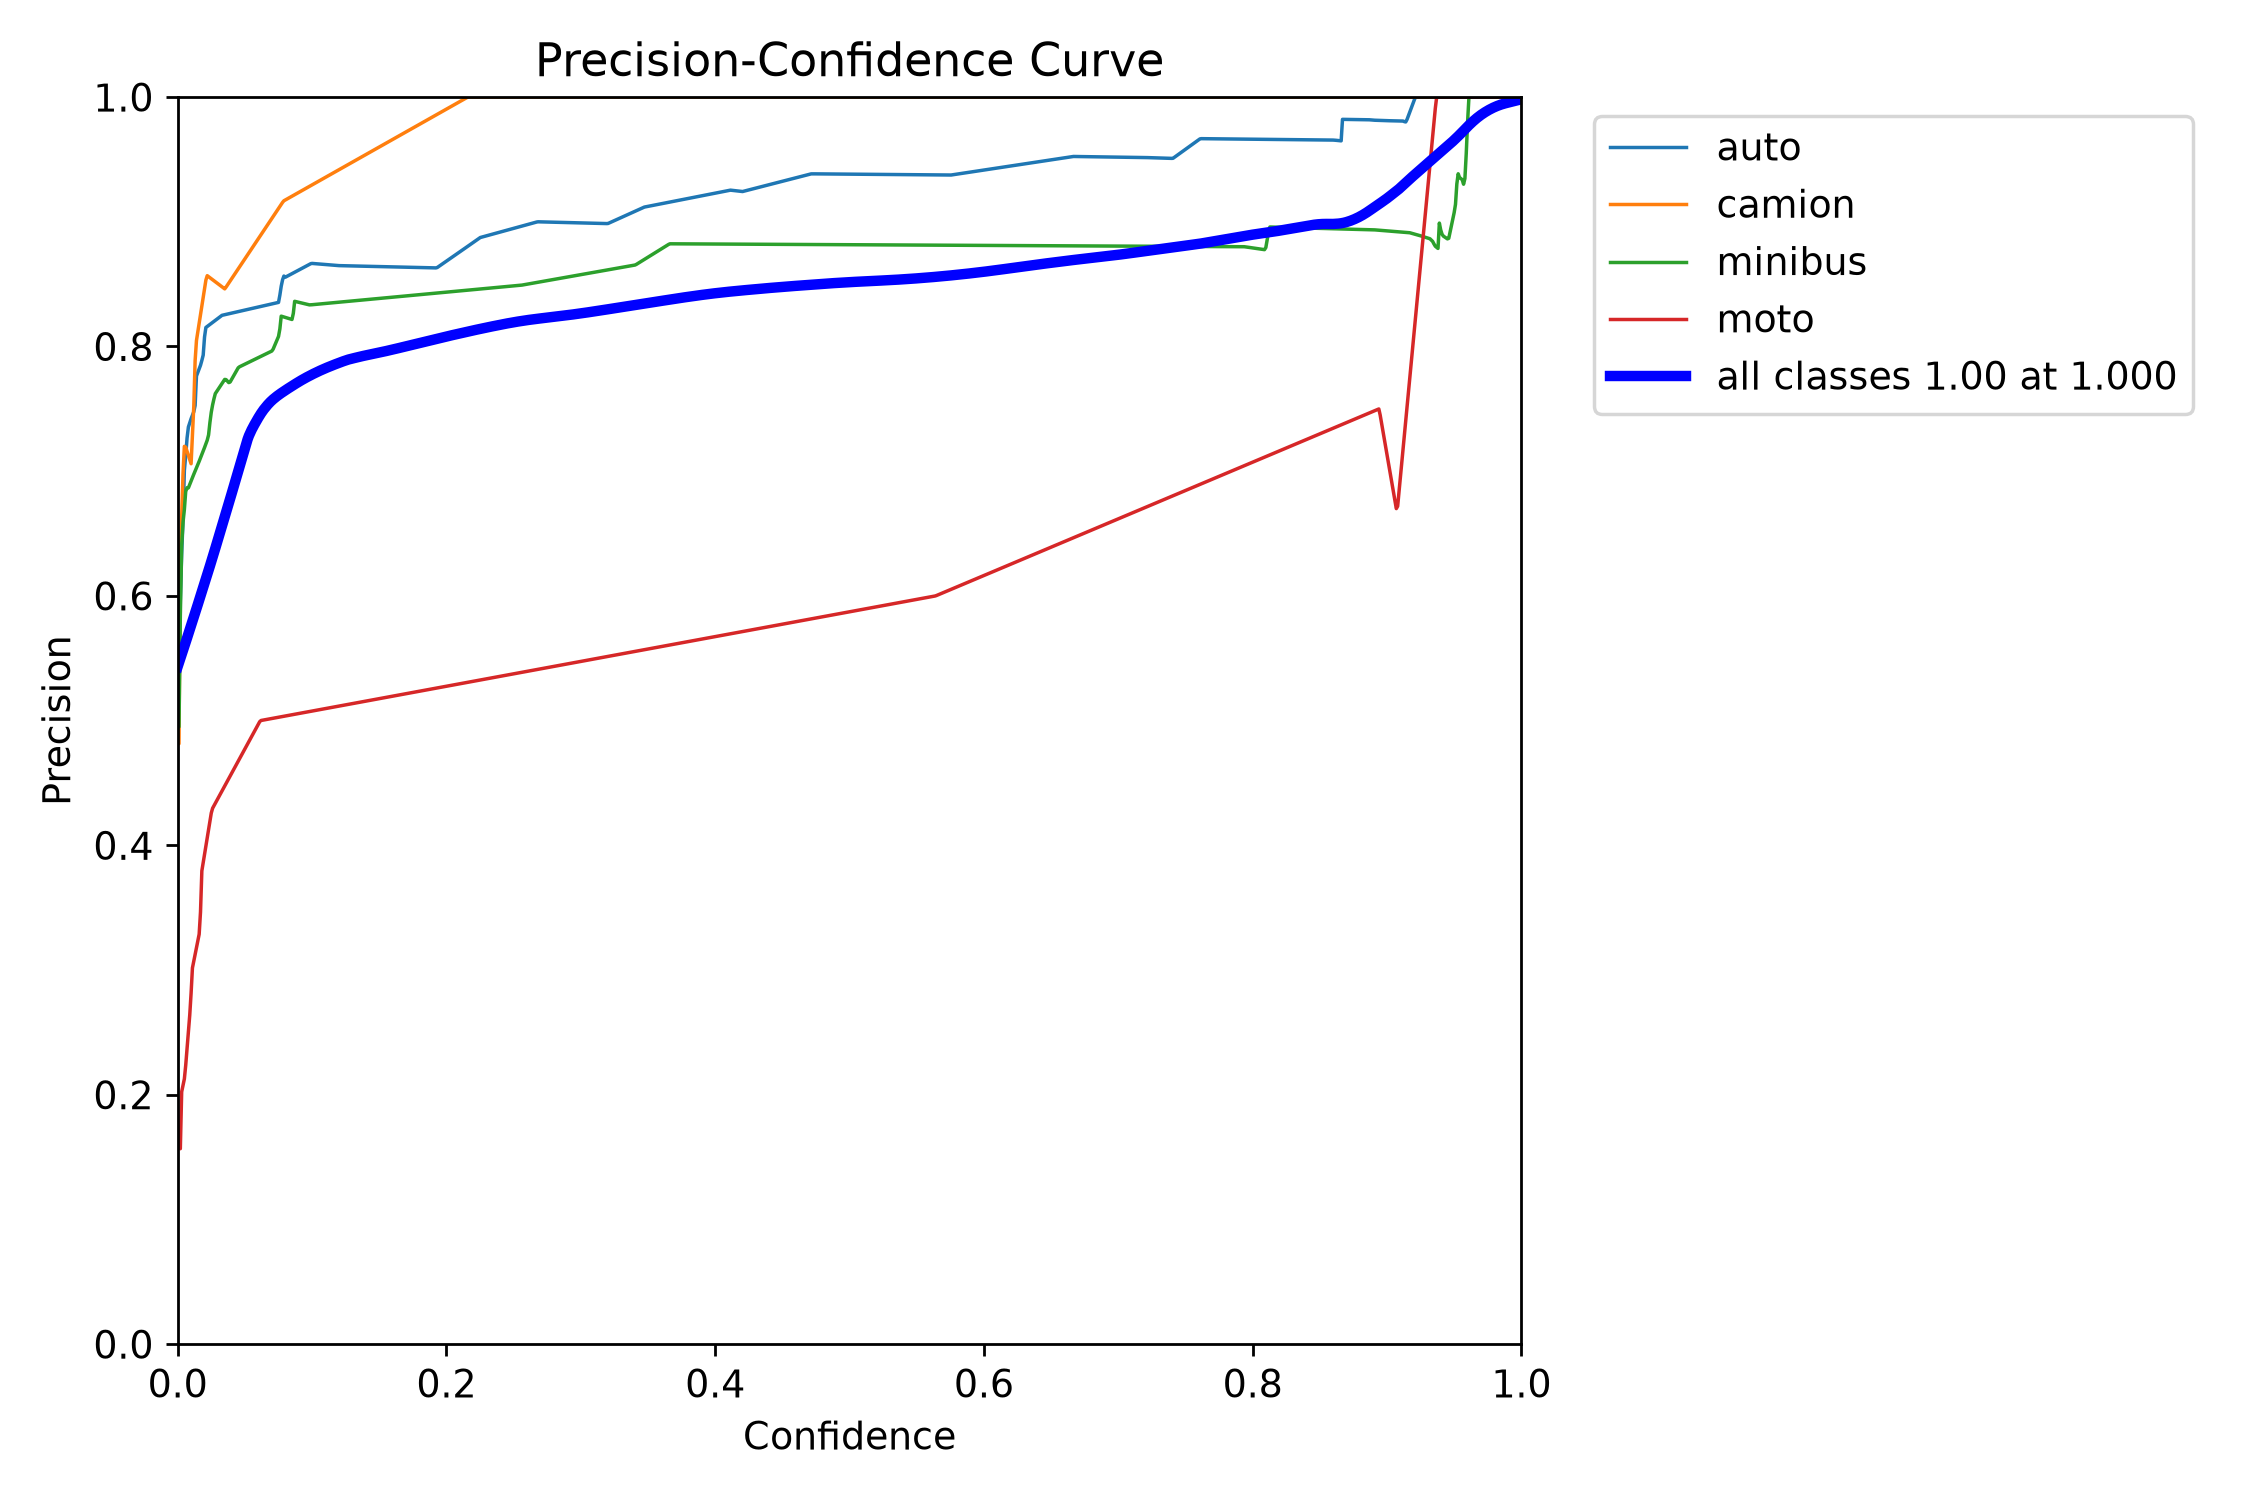 Precision-Confidence Curve
1.0
0.8
0.6
0.4
0.2
0.0
Precision
0.0 0.2 0.4 0.6 0.8 1.0
Confidence
auto
camion
minibus
moto
all classes 1.00 at 1.000